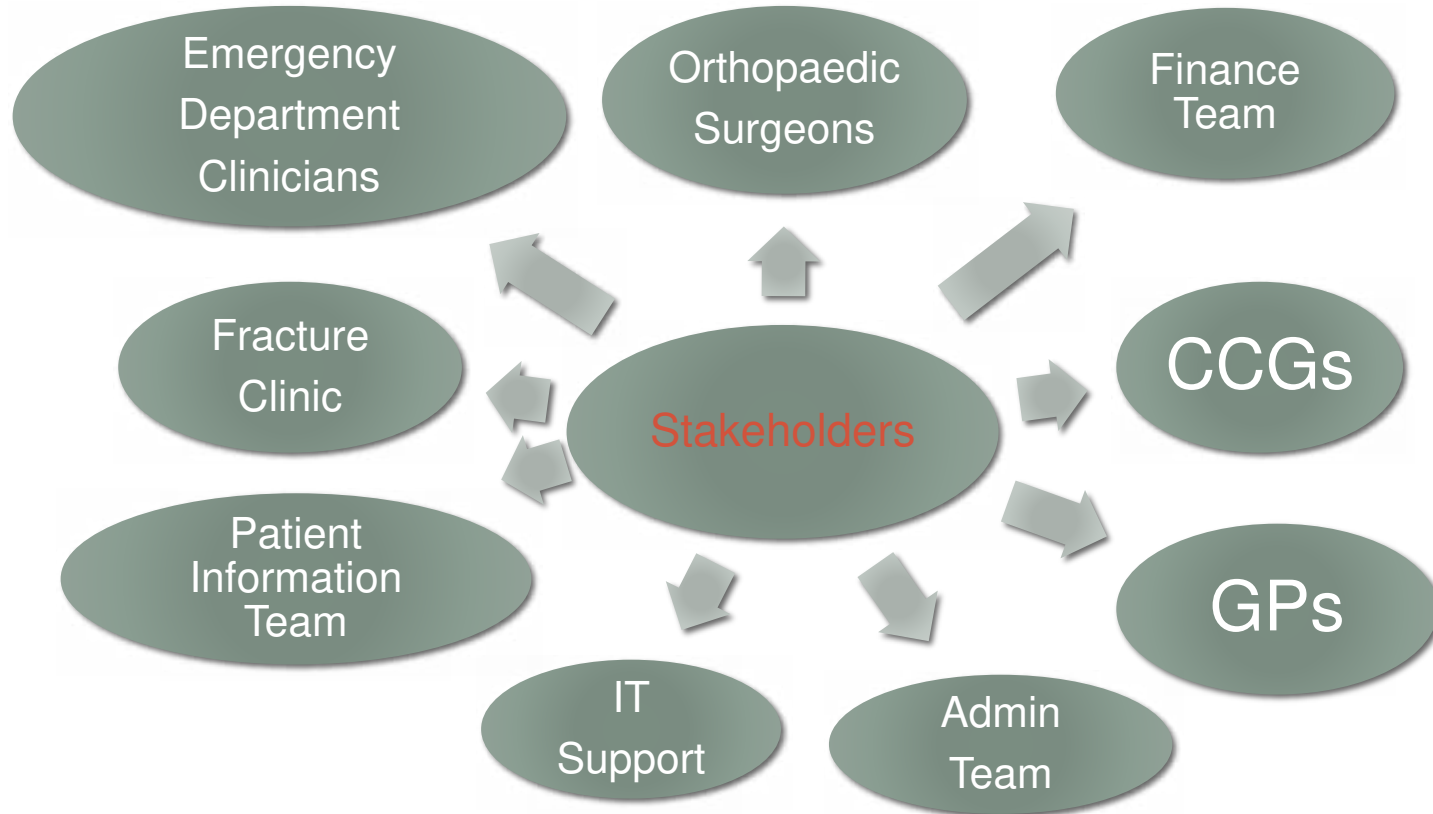 Emergency
Department
Clinicians
Orthopaedic
Surgeons
Finance
Team
Fracture
Clinic
Stakeholders
CCGs
Patient
Information
Team
GPs
IT
Support
Admin
Team